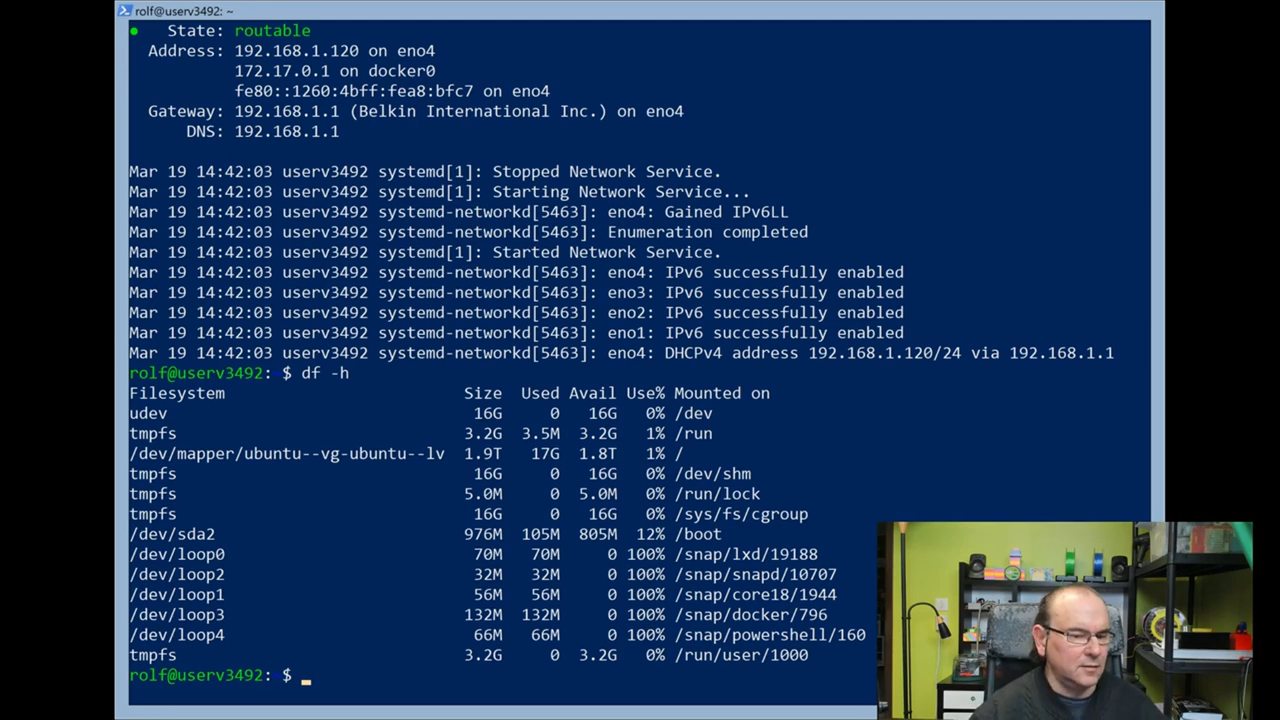 rolf@userv3492: ~
● State: routable
Address: 192.168.1.120 on eno4
172.17.0.1 on docker0
fe80::1260:4bff:fea8:bfc7 on eno4
Gateway: 192.168.1.1 (Belkin International Inc.) on eno4
DNS: 192.168.1.1
Mar 19 14:42:03 userv3492 systemd[1]: Stopped Network Service.
Mar 19 14:42:03 userv3492 systemd[1]: Starting Network Service...
Mar 19 14:42:03 userv3492 systemd-networkd[5463]: eno4: Gained IPv6LL
Mar 19 14:42:03 userv3492 systemd-networkd[5463]: Enumeration completed
Mar 19 14:42:03 userv3492 systemd[1]: Started Network Service.
Mar 19 14:42:03 userv3492 systemd-networkd[5463]: eno4: IPv6 successfully enabled
Mar 19 14:42:03 userv3492 systemd-networkd[5463]: eno3: IPv6 successfully enabled
Mar 19 14:42:03 userv3492 systemd-networkd[5463]: eno2: IPv6 successfully enabled
Mar 19 14:42:03 userv3492 systemd-networkd[5463]: eno1: IPv6 successfully enabled
Mar 19 14:42:03 userv3492 systemd-networkd[5463]: eno4: DHCPv4 address 192.168.1.120/24 via 192.168.1.1
rolf@userv3492: $ df -h
Filesystem Size Used Avail Use% Mounted on
udev 16G 0 16G 0% /dev
tmpfs 3.2G 3.5M 3.2G 1% /run
/dev/mapper/ubuntu--vg-ubuntu--lv 1.9T 17G 1.8T 1% /
tmpfs 16G 0 16G 0% /dev/shm
tmpfs 5.0M 0 5.0M 0% /run/lock
tmpfs 16G 0 16G 0% /sys/fs/cgroup
/dev/sda2 976M 105M 805M 12% /boot
/dev/loop0 70M 70M 0 100% /snap/lxd/19188
/dev/loop2 32M 32M 0 100% /snap/snapd/10707
/dev/loop1 56M 56M 0 100% /snap/core18/1944
/dev/loop3 132M 132M 0 100% /snap/docker/796
/dev/loop4 66M 66M 0 100% /snap/powershell/160
tmpfs 3.2G 0 3.2G 0% /run/user/1000
rolf@userv3492: $ _